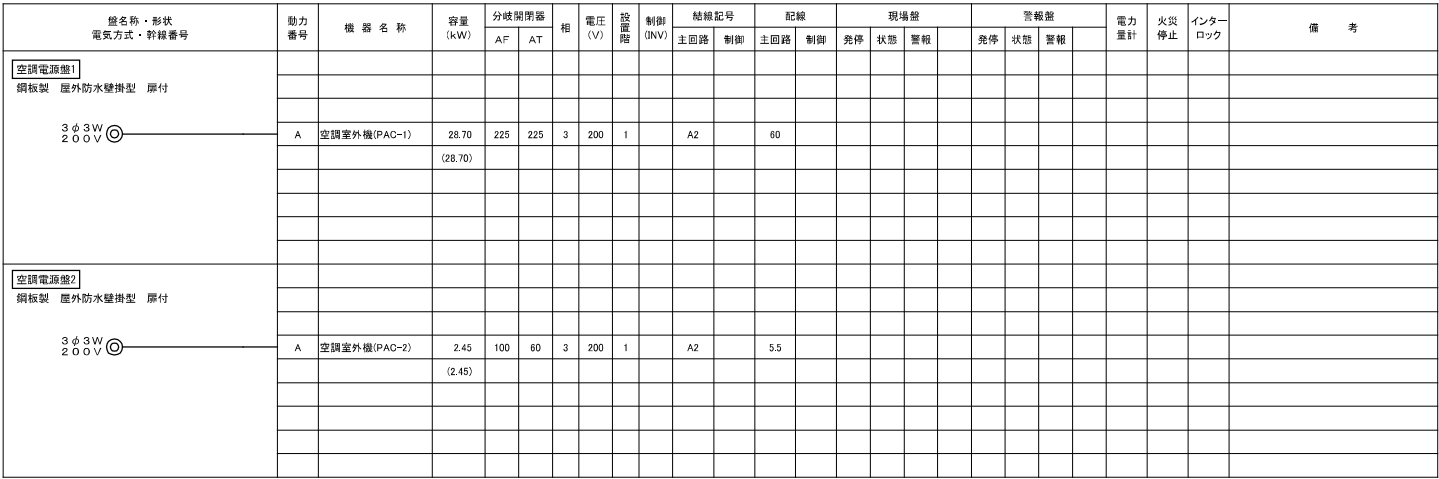 盤名称・形状
電気方式・幹線番号
動力
番号
機 器 名 称
容量
(kW)
分岐開閉器
AF
AT
相
電圧
(V)
設置階
制御
(INV)
結線記号
主回路
制御
配線
主回路
制御
現場盤
発停
状態
警報
警報盤
発停
状態
警報
電力
量計
火災
停止
インター
ロック
備 考
空調電源盤1
鋼板製 屋外防水壁掛型 扉付
3φ3W
200V
A 空調室外機(PAC-1) 28.70 225 225 3 200 1 A2 60
(28.70)
空調電源盤2
鋼板製 屋外防水壁掛型 扉付
3φ3W
200V
A 空調室外機(PAC-2) 2.45 100 60 3 200 1 A2 5.5
(2.45)